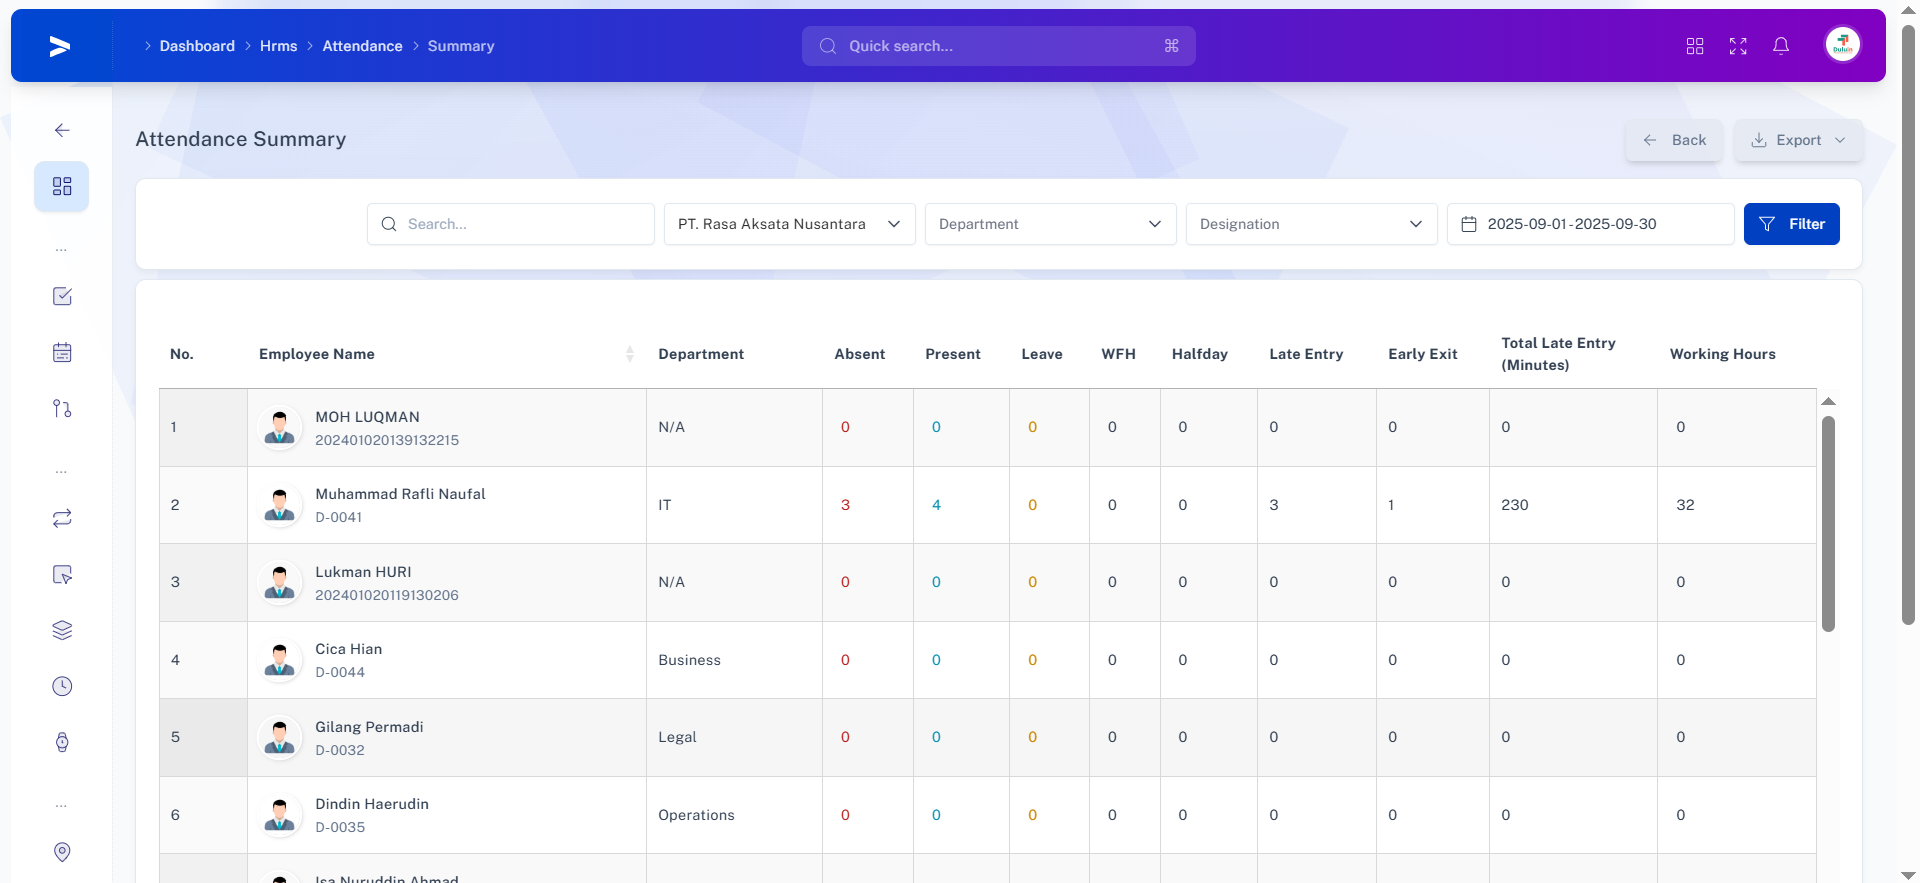 Dashboard Hrms Attendance Summary
Quick search... ⌘
Duluin
Attendance Summary
Back
Export
Search...
PT. Rasa Aksata Nusantara
Department
Designation
2025-09-01 - 2025-09-30
Filter
No. Employee Name Department Absent Present Leave WFH Halfday Late Entry Early Exit Total Late Entry (Minutes) Working Hours
1 MOH LUQMAN N/A 0 0 0 0 0 0 0 0 0
202401020139132215
2 Muhammad Rafli Naufal IT 3 4 0 0 0 3 1 230 32
D-0041
3 Lukman HURI N/A 0 0 0 0 0 0 0 0 0
202401020119130206
4 Cica Hian Business 0 0 0 0 0 0 0 0 0
D-0044
5 Gilang Permadi Legal 0 0 0 0 0 0 0 0 0
D-0032
6 Dindin Haerudin Operations 0 0 0 0 0 0 0 0 0
D-0035
Isa Nuruddin Ahmad